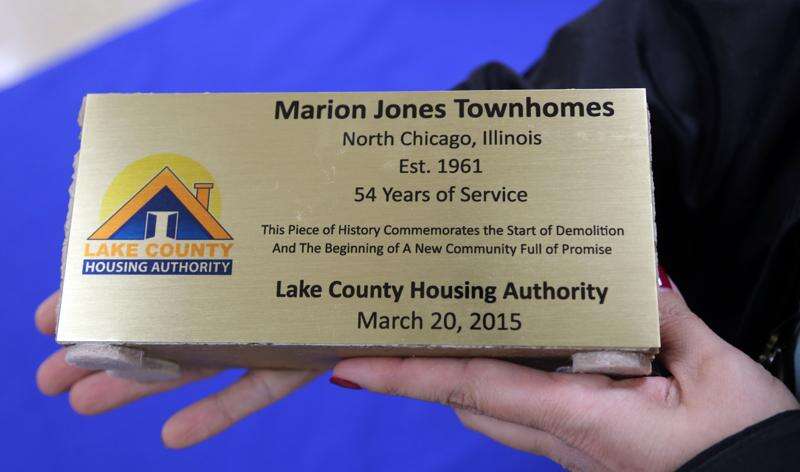 Marion Jones Townhomes
North Chicago, Illinois
Est. 1961
54 Years of Service
This Piece of History Commemorates the Start of Demolition
And The Beginning of A New Community Full of Promise
Lake County Housing Authority
March 20, 2015
LAKE COUNTY
HOUSING AUTHORITY